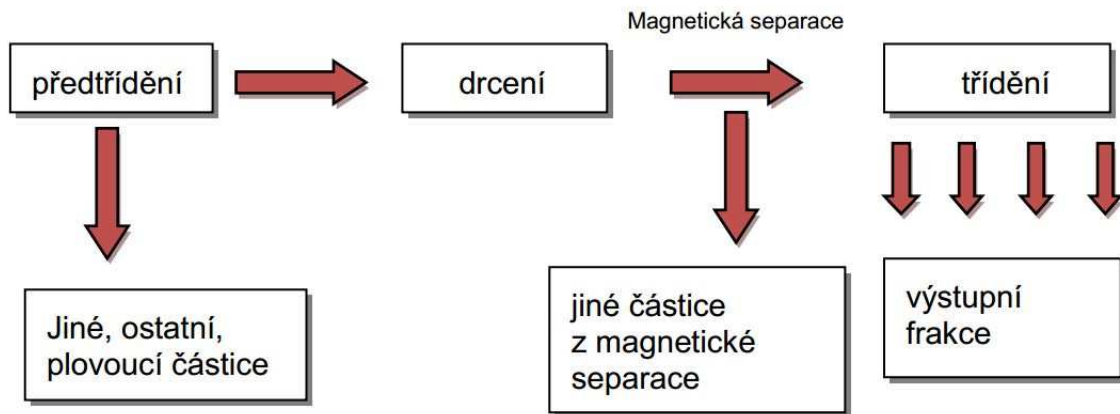 Magnetická separace
předtřídění
drcení
třídění
Jiné, ostatní,
plovoucí částice
jiné částice
z magnetické
separace
výstupní
frakce